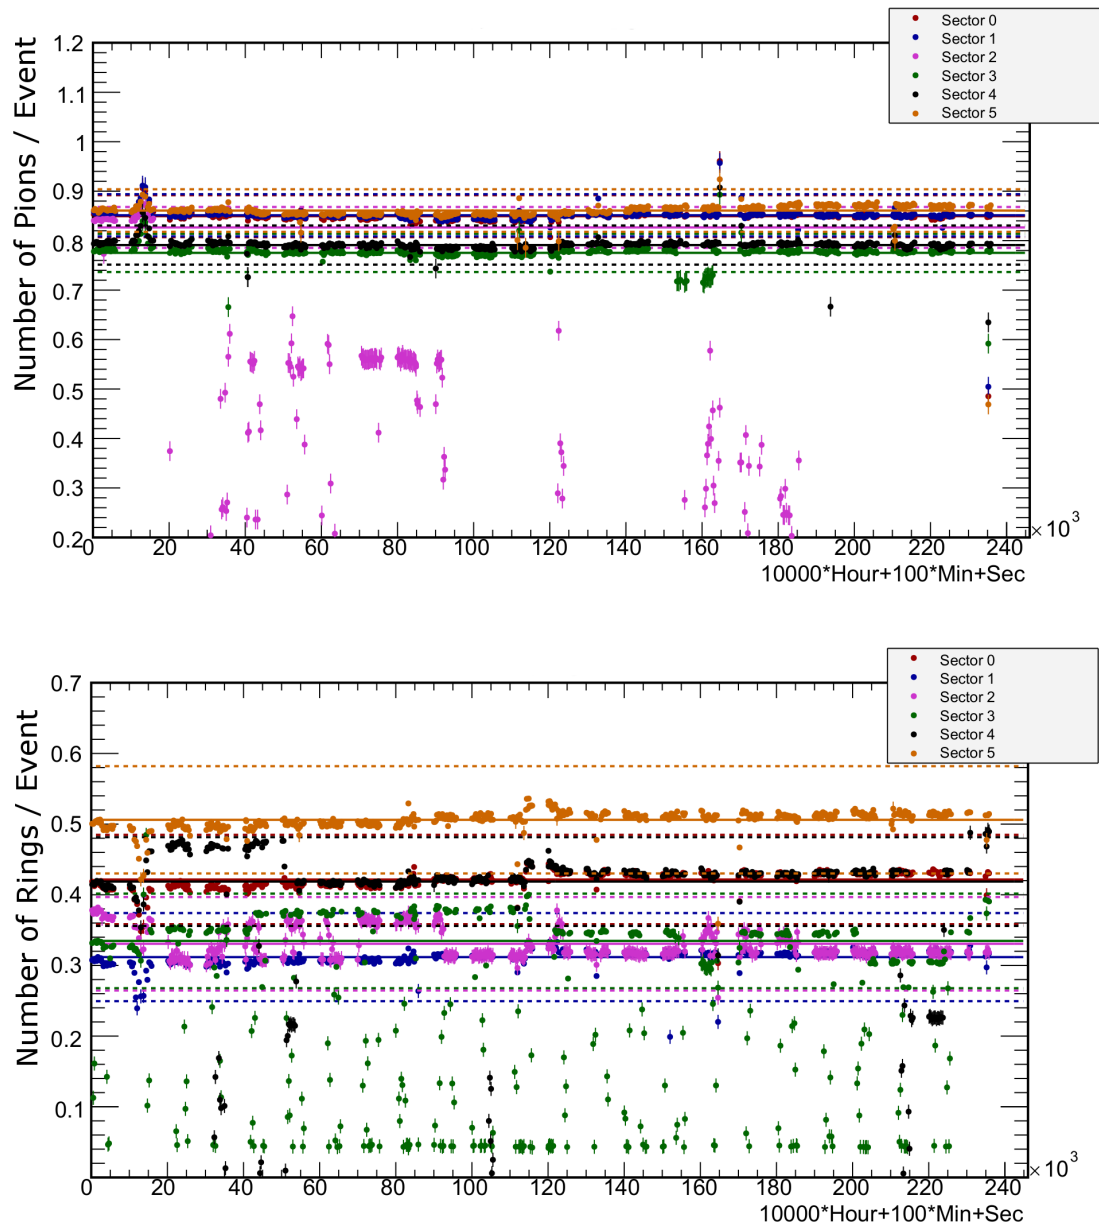 Sector 0
Sector 1
Sector 2
Sector 3
Sector 4
Sector 5
Number of Pions / Event
1.2
1.1
1
0.9
0.8
0.7
0.6
0.5
0.4
0.3
0.2
0 20 40 60 80 100 120 140 160 180 200 220 240
×10³
10000*Hour+100*Min+Sec
Sector 0
Sector 1
Sector 2
Sector 3
Sector 4
Sector 5
Number of Rings / Event
0.7
0.6
0.5
0.4
0.3
0.2
0.1
0 20 40 60 80 100 120 140 160 180 200 220 240
×10³
10000*Hour+100*Min+Sec